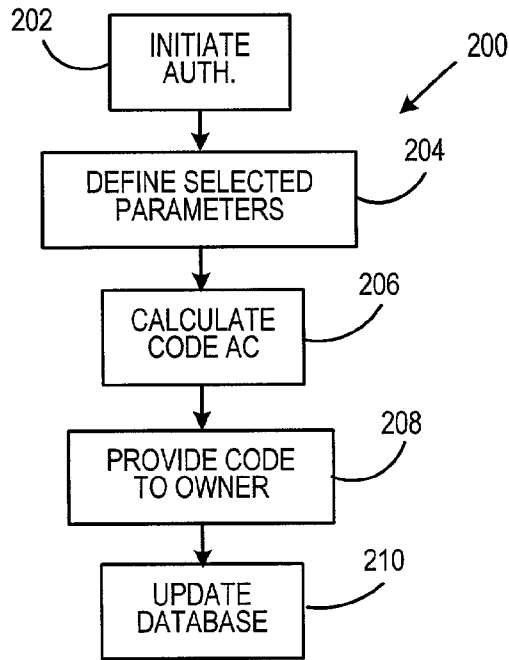 202
INITIATE
AUTH.
200
204
DEFINE SELECTED
PARAMETERS
206
CALCULATE
CODE AC
208
PROVIDE CODE
TO OWNER
210
UPDATE
DATABASE